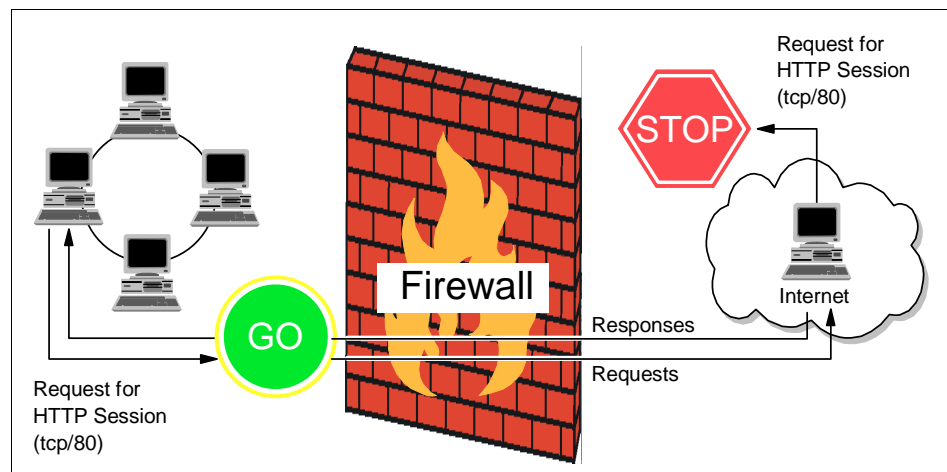 Request for
HTTP Session
(tcp/80)
STOP
Firewall
Internet
GO
Responses
Requests
Request for
HTTP Session
(tcp/80)